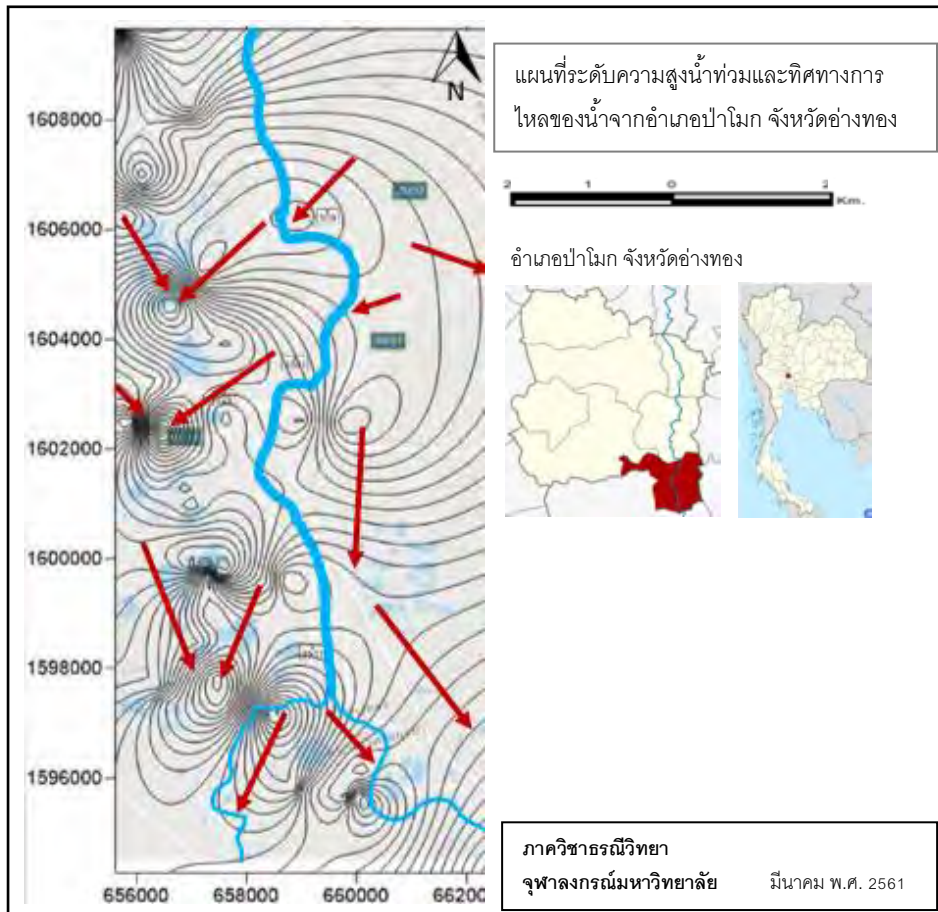 แผนที่ระดับความสูงน้ำท่วมและทิศทางการ
ไหลของน้ำจากอำเภอป่าโมก จังหวัดอ่างทอง
N
2 1 0 2
Km.
อำเภอป่าโมก จังหวัดอ่างทอง
1608000
1606000
1604000
1602000
1600000
1598000
1596000
656000 658000 660000 66200
ภาควิชาธรณีวิทยา
จุฬาลงกรณ์มหาวิทยาลัย มีนาคม พ.ศ. 2561